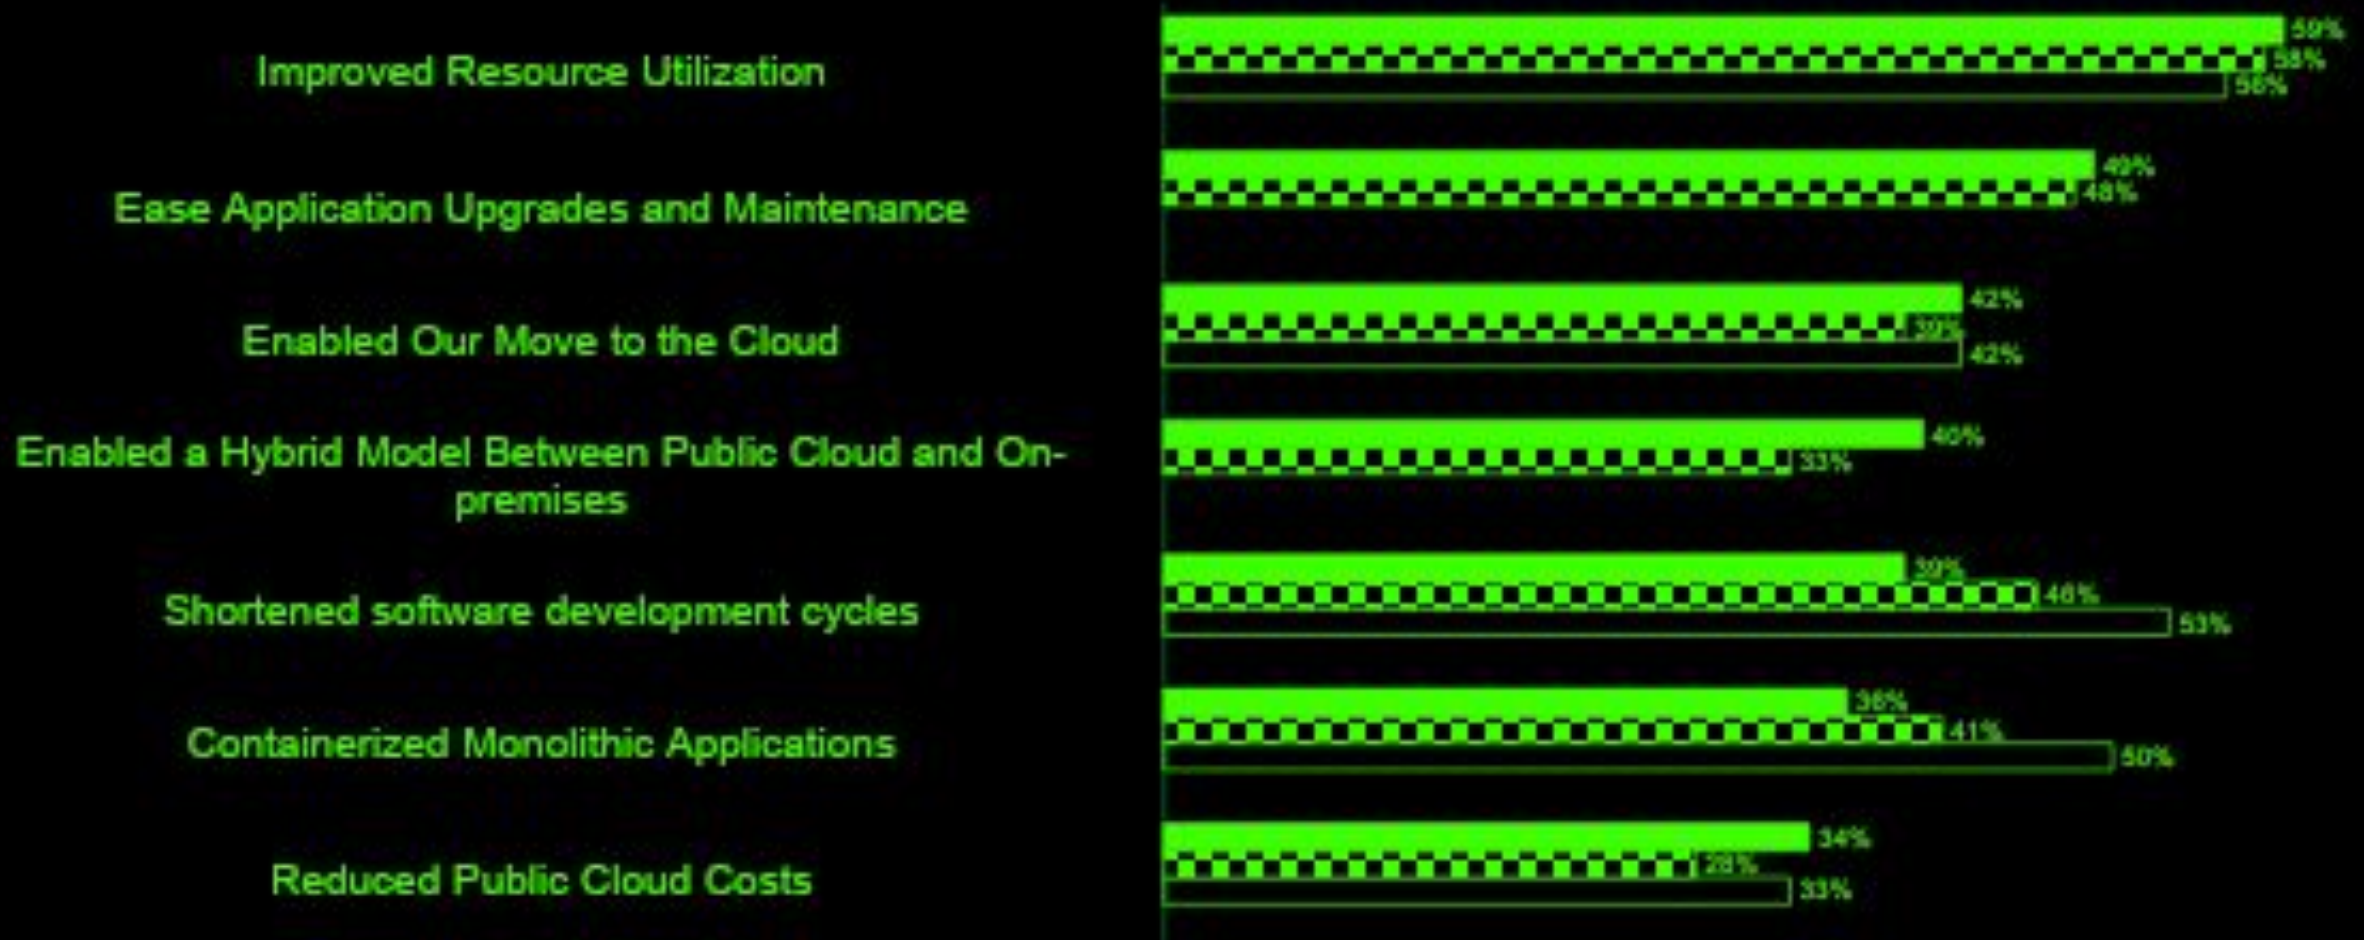 Improved Resource Utilization
59%
58%
56%
Ease Application Upgrades and Maintenance
49%
48%
Enabled Our Move to the Cloud
42%
39%
42%
Enabled a Hybrid Model Between Public Cloud and On-
premises
40%
33%
Shortened software development cycles
39%
46%
53%
Containerized Monolithic Applications
36%
41%
50%
Reduced Public Cloud Costs
34%
28%
33%